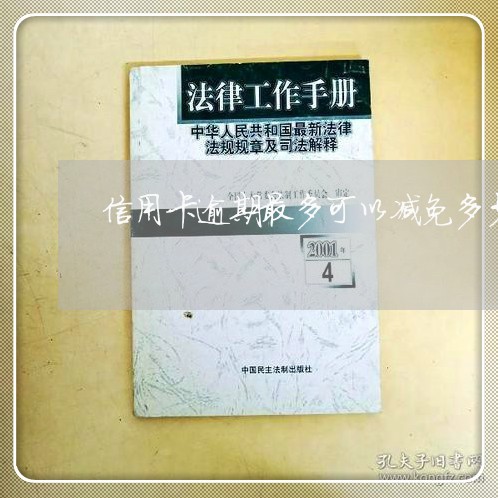 法律工作手册
中华人民共和国最新法律
法规规章及司法解释
信用卡逾期最多可以减免多
2001年
4
中国民主法制出版社
孔夫子旧书网